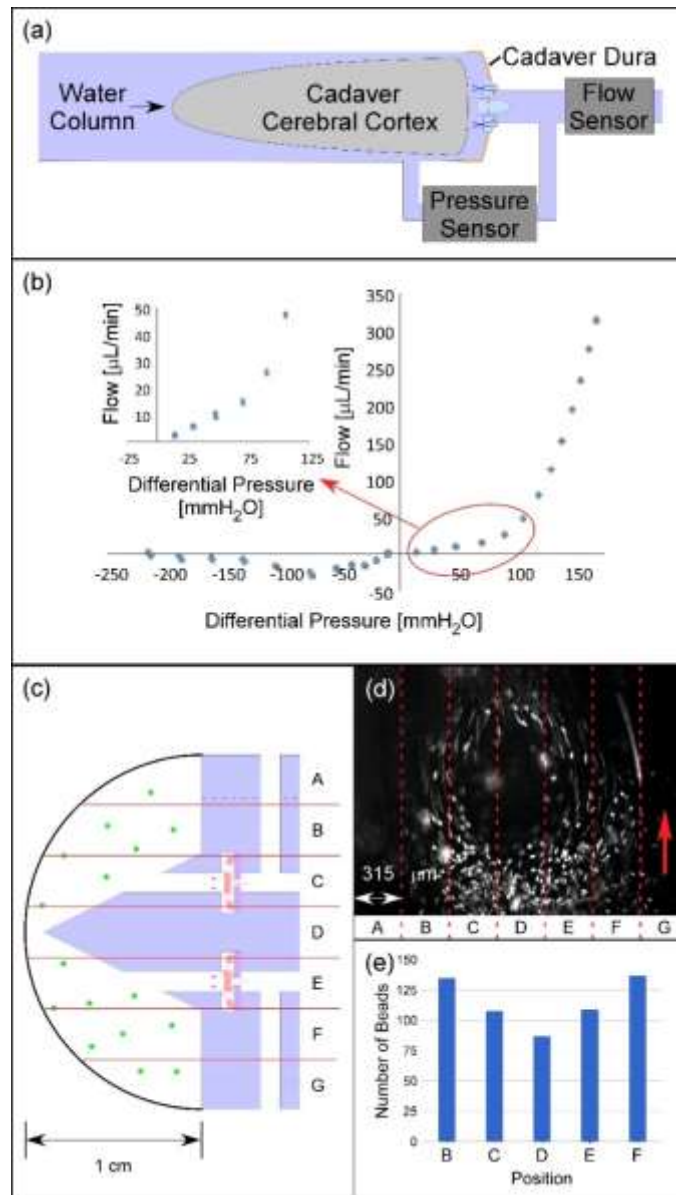 (a)
Cadaver Dura
Water
Column
Cadaver
Cerebral Cortex
Flow
Sensor
Pressure
Sensor
(b)
50
40
30
20
10
Flow [µL/min]
-25
25
75
125
Differential Pressure
[mmH2O]
350
300
250
200
150
100
50
-50
Flow [µL/min]
-250 -200 -150 -100 -50 50 100 150
Differential Pressure [mmH2O]
(c)
A
B
C
D
E
F
G
1 cm
(d)
315 µm
A B C D E F G
(e)
150
125
100
75
50
25
0
Number of Beads
B C D E F
Position